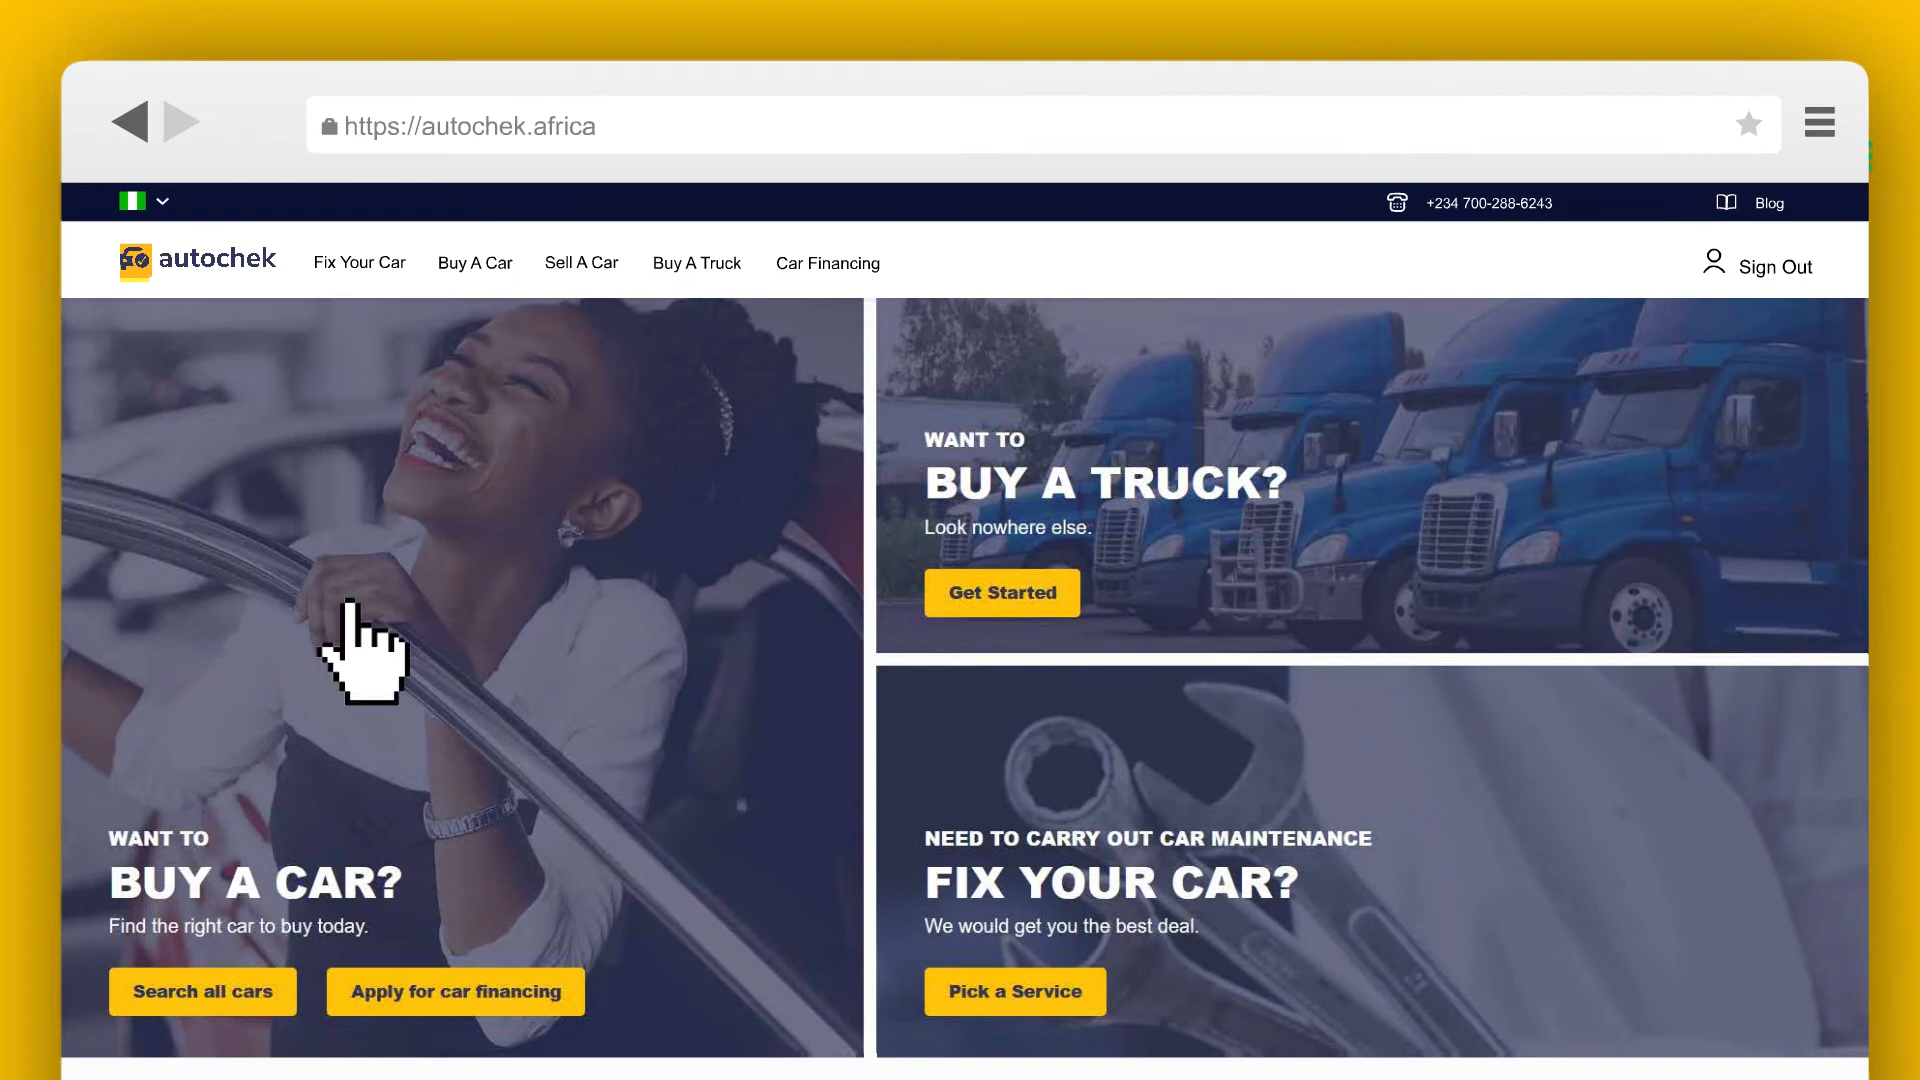 https://autochek.africa
+234 700-288-6243
Blog
autochek
Fix Your Car
Buy A Car
Sell A Car
Buy A Truck
Car Financing
Sign Out
WANT TO
BUY A TRUCK?
Look nowhere else.
Get Started
WANT TO
BUY A CAR?
Find the right car to buy today.
Search all cars
Apply for car financing
NEED TO CARRY OUT CAR MAINTENANCE
FIX YOUR CAR?
We would get you the best deal.
Pick a Service